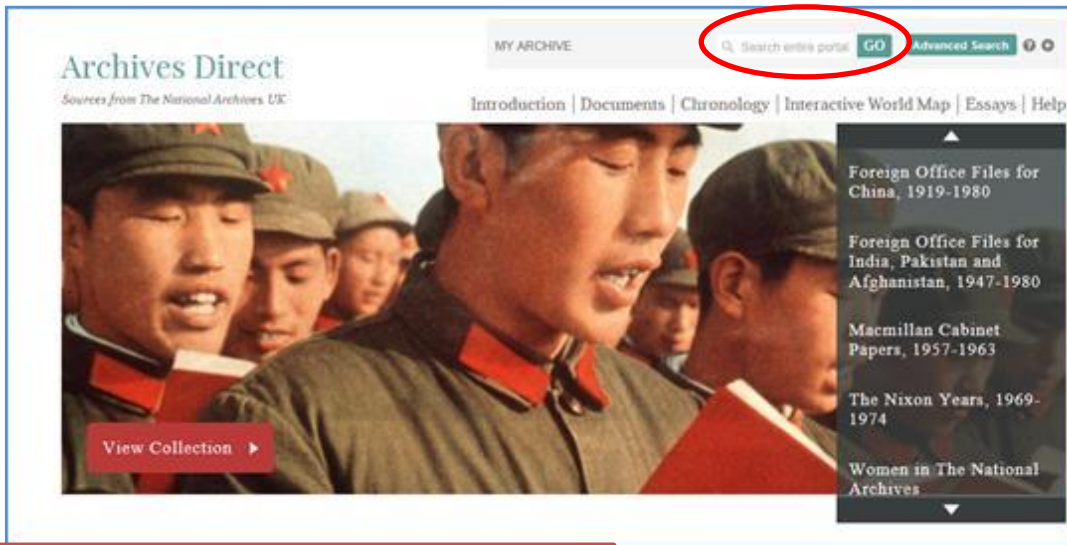 MY ARCHIVE
Search entire portal
GO
Advanced Search
Archives Direct
Sources from The National Archives, UK
Introduction | Documents | Chronology | Interactive World Map | Essays | Help
Foreign Office Files for
China, 1919-1980
Foreign Office Files for
India, Pakistan and
Afghanistan, 1947-1980
Macmillan Cabinet
Papers, 1957-1963
The Nixon Years, 1969-
1974
Women in The National
Archives
View Collection